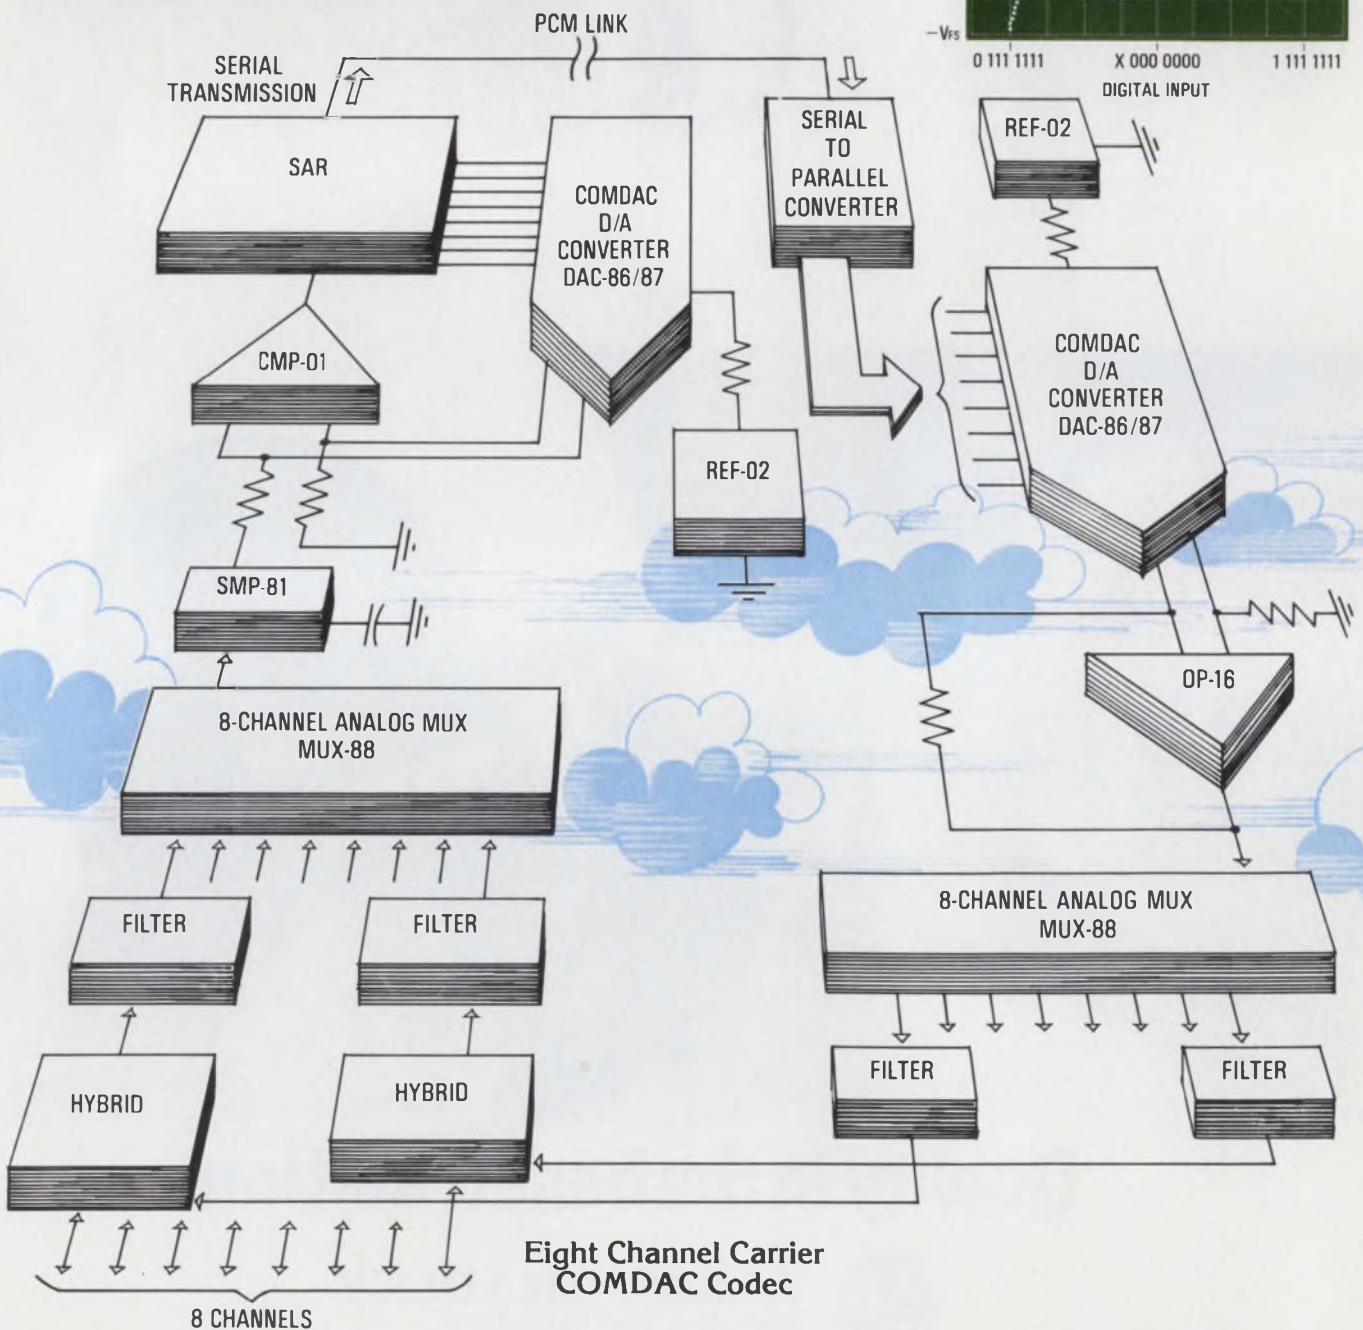 PCM LINK
−VFS
0 111 1111
X 000 0000
1 111 1111
DIGITAL INPUT
SERIAL
TRANSMISSION
SAR
COMDAC
D/A
CONVERTER
DAC-86/87
SERIAL
TO
PARALLEL
CONVERTER
REF-02
CMP-01
REF-02
COMDAC
D/A
CONVERTER
DAC-86/87
SMP-81
OP-16
8-CHANNEL ANALOG MUX
MUX-88
FILTER
FILTER
8-CHANNEL ANALOG MUX
MUX-88
HYBRID
HYBRID
FILTER
FILTER
Eight Channel Carrier
COMDAC Codec
8 CHANNELS